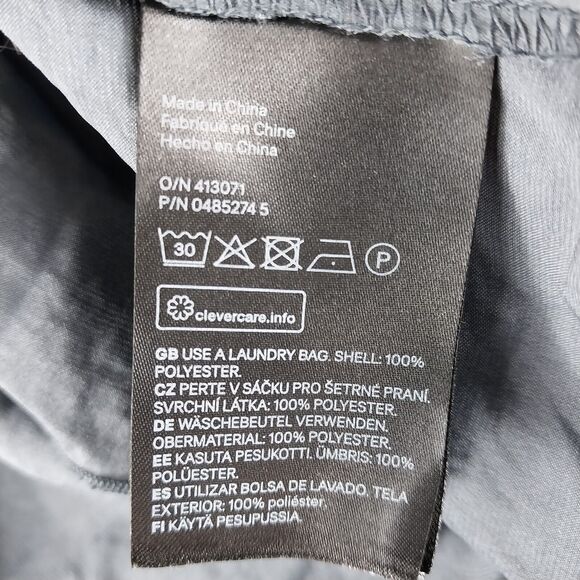 Made in China
Fabriqué en Chine
Hecho en China
O/N 413071
P/N 0485274 5
30 P
clevercare.info
GB USE A LAUNDRY BAG. SHELL: 100%
POLYESTER.
CZ PERTE V SÁČKU PRO ŠETRNÉ PRANÍ.
SVRCHNÍ LÁTKA: 100% POLYESTER.
DE WÄSCHEBEUTEL VERWENDEN.
OBERMATERIAL: 100% POLYESTER.
EE KASUTA PESUKOTTI. ÜMBRIS: 100%
POLÜESTER.
ES UTILIZAR BOLSA DE LAVADO. TELA
EXTERIOR: 100% poliéster.
FI KÄYTÄ PESUPUSSIA.